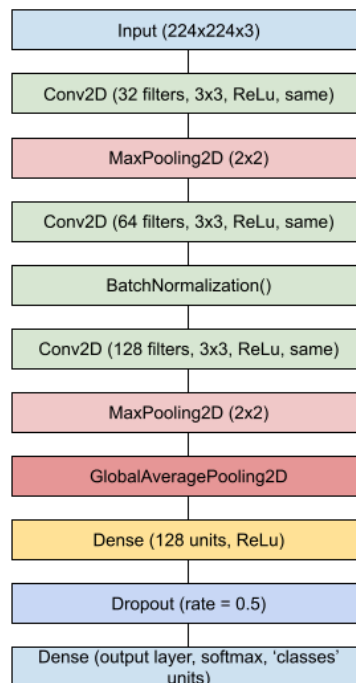 Input (224x224x3)
Conv2D (32 filters, 3x3, ReLu, same)
MaxPooling2D (2x2)
Conv2D (64 filters, 3x3, ReLu, same)
BatchNormalization()
Conv2D (128 filters, 3x3, ReLu, same)
MaxPooling2D (2x2)
GlobalAveragePooling2D
Dense (128 units, ReLu)
Dropout (rate = 0.5)
Dense (output layer, softmax, ‘classes’
units)